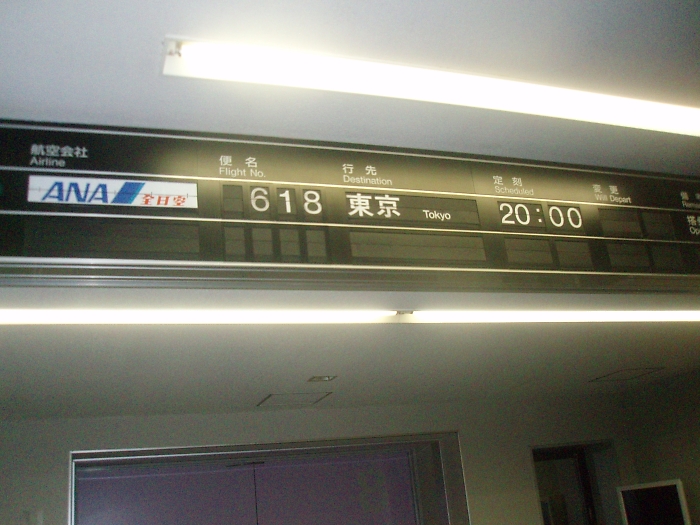 航空会社 便名 行先 定刻 変更
Airline Flight No. Destination Scheduled Will Depart
ANA 全日空 618 東京 Tokyo 20:00